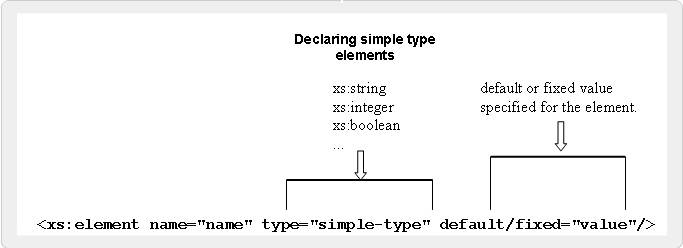 Declaring simple type
elements
xs:string
xs:integer
xs:boolean
...
default or fixed value
specified for the element.
<xs:element name="name" type="simple-type" default/fixed="value"/>